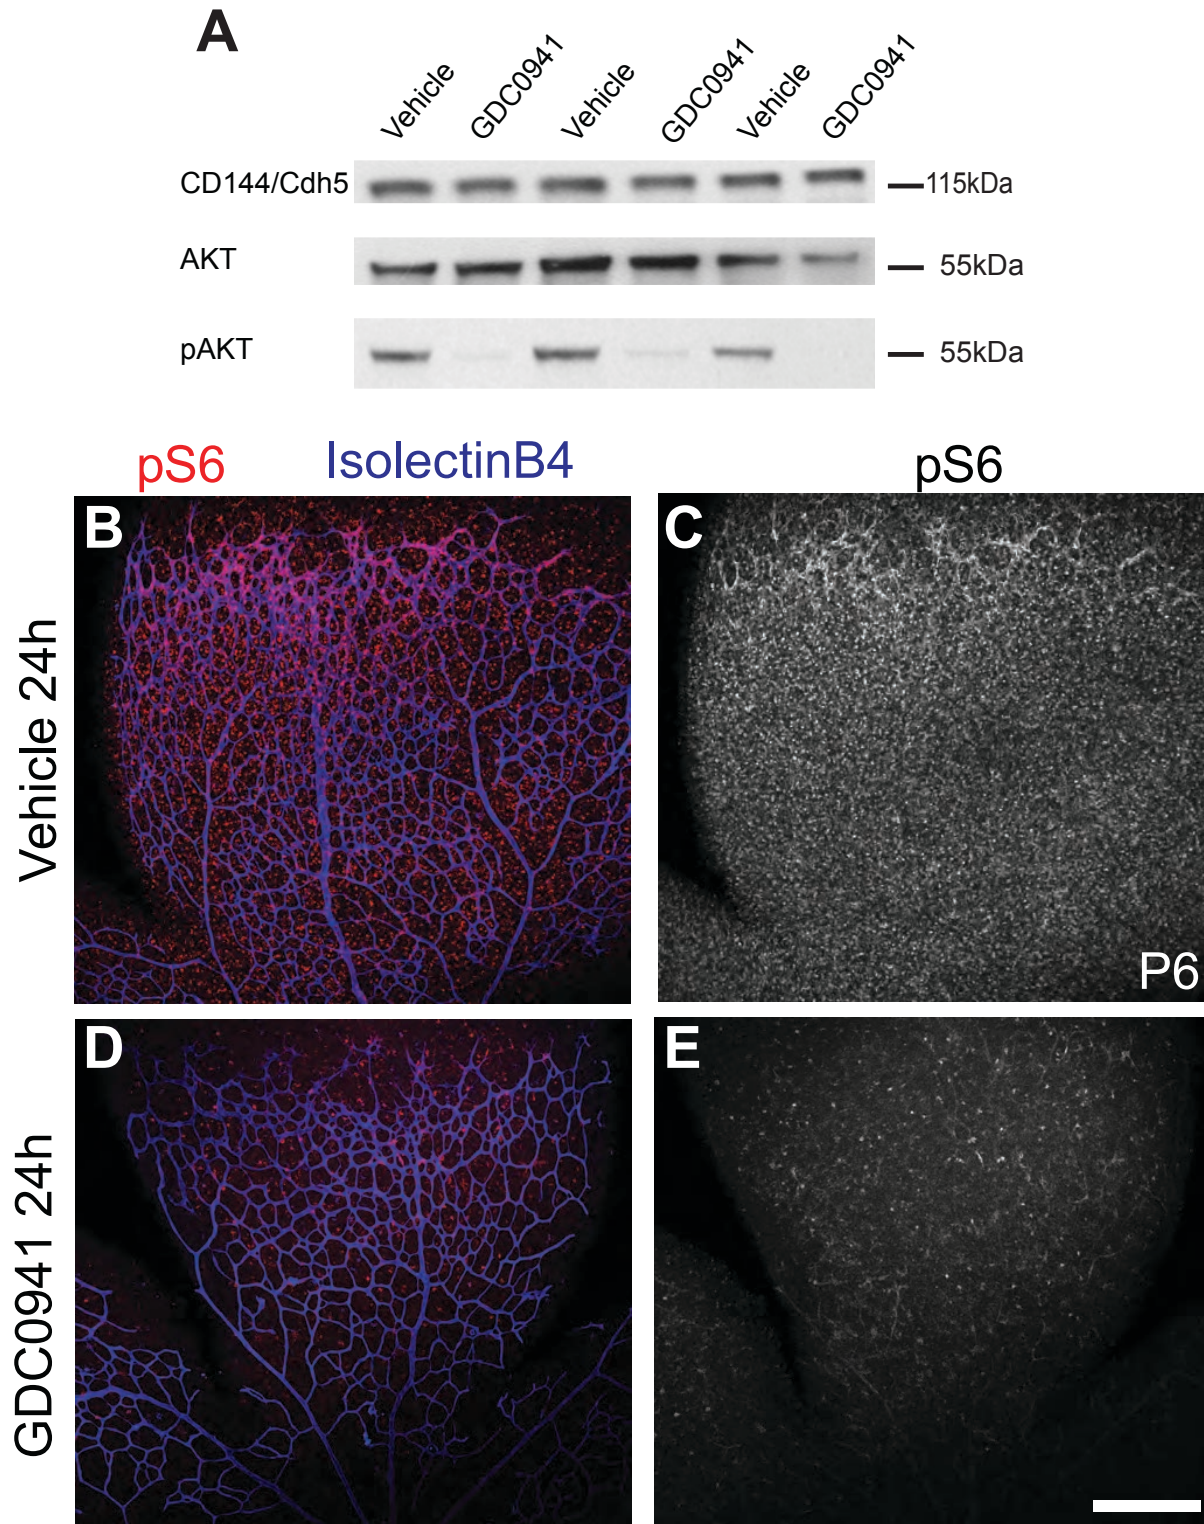 A
Vehicle GDC0941 Vehicle GDC0941 Vehicle GDC0941
CD144/Cdh5 115kDa
AKT 55kDa
pAKT 55kDa
pS6 IsolectinB4 pS6
Vehicle 24h
B C
P6
GDC0941 24h
D E